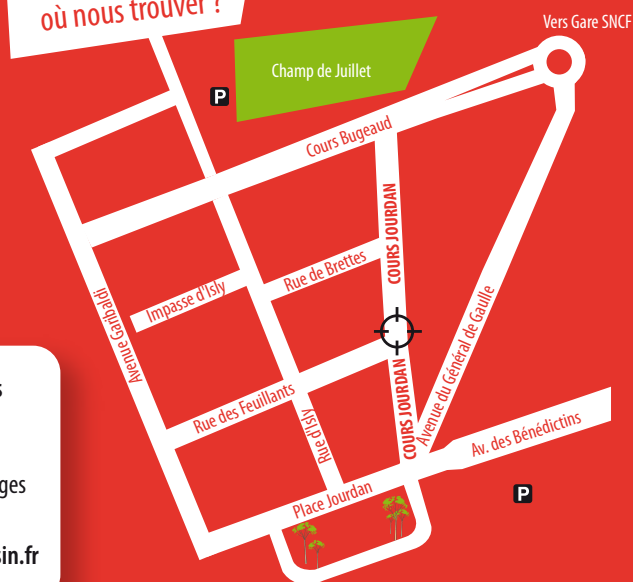 où nous trouver ?
Vers Gare SNCF
P
Champ de Juillet
Cours Bugeaud
COURS JOURDAN
Rue de Brettes
Impasse d'Isly
Avenue Garibaldi
Avenue du Général de Gaulle
COURS JOURDAN
Rue des Feuillants
Rue d'Isly
Av. des Bénédictins
Place Jourdan
P
s
ges
sin.fr